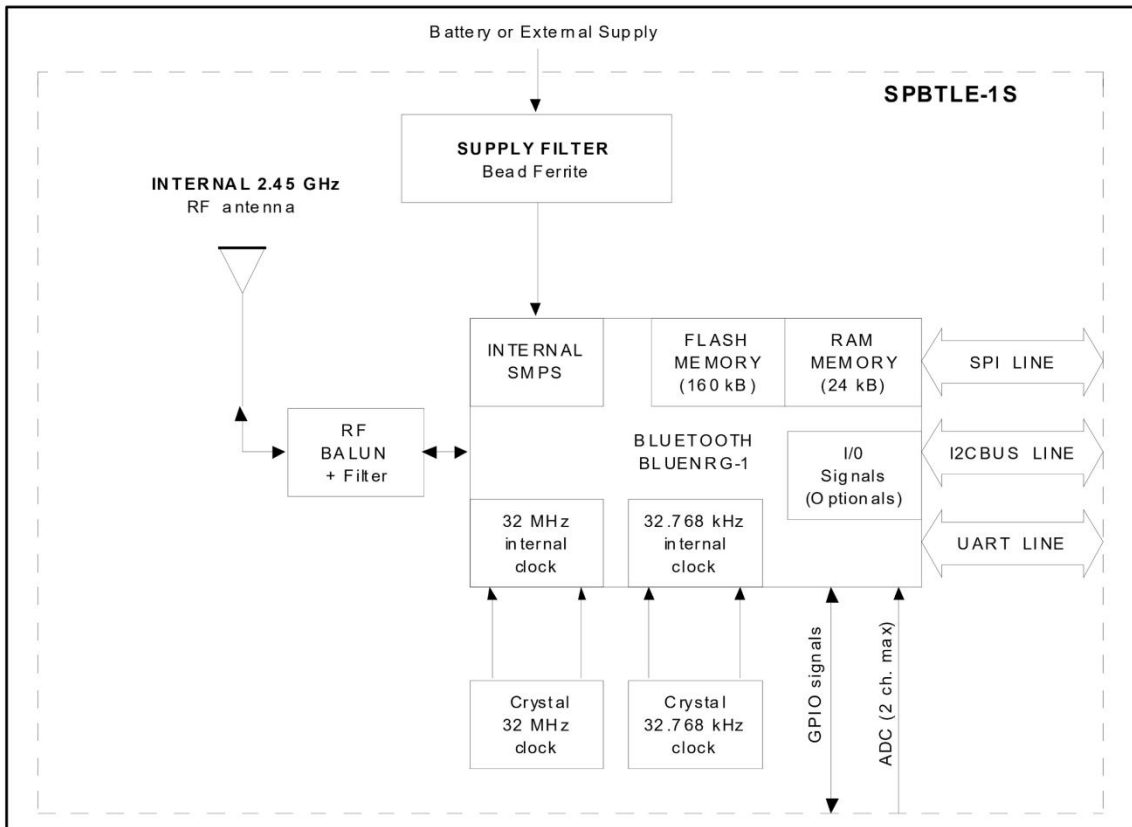 Battery or External Supply
SPBTLE-1S
SUPPLY FILTER
Bead Ferrite
INTERNAL 2.45 GHz
RF antenna
INTERNAL
SMPS
FLASH
MEMORY
(160 kB)
RAM
MEMORY
(24 kB)
SPI LINE
RF
BALUN
+ Filter
BLUETOOTH
BLUENRG-1
I/0
Signals
(Optionals)
I2CBUS LINE
32 MHz
internal
clock
32.768 kHz
internal
clock
UART LINE
Crystal
32 MHz
clock
Crystal
32.768 kHz
clock
GPIO signals
ADC (2 ch. max)